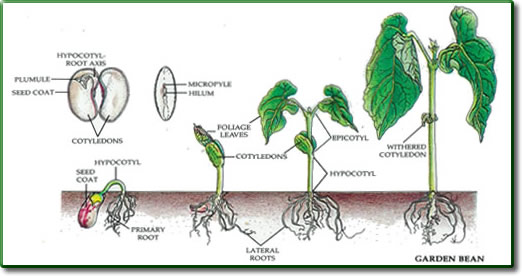 HYPOCOTYL-
ROOT AXIS
PLUMULE
SEED COAT
COTYLEDONS
MICROPYLE
HILUM
FOLIAGE
LEAVES
COTYLEDONS
EPICOTYL
HYPOCOTYL
WITHERED
COTYLEDON
SEED
COAT
HYPOCOTYL
PRIMARY
ROOT
LATERAL
ROOTS
GARDEN BEAN